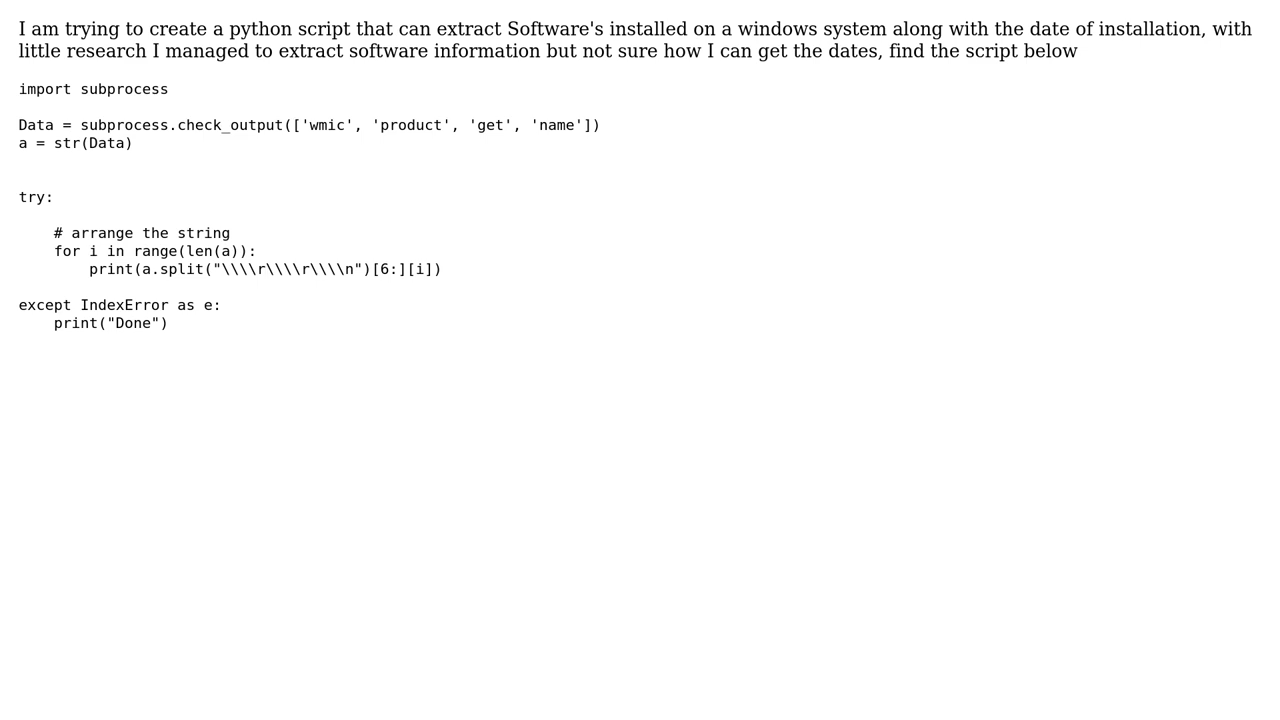 I am trying to create a python script that can extract Software's installed on a windows system along with the date of installation, with
little research I managed to extract software information but not sure how I can get the dates, find the script below
import subprocess
Data = subprocess.check_output(['wmic', 'product', 'get', 'name'])
a = str(Data)
try:
    # arrange the string
    for i in range(len(a)):
        print(a.split("\\\\r\\\\r\\\\n")[6:][i])
except IndexError as e:
    print("Done")